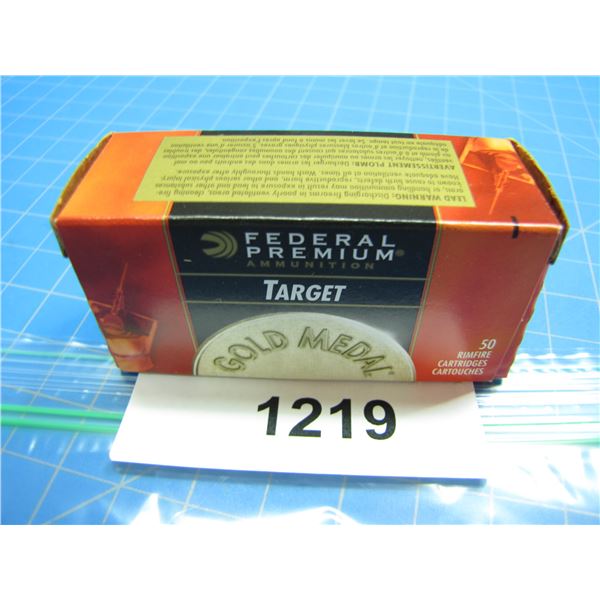 LEAD WARNING: Discharging firearms in poorly ventilated areas, cleaning fire-
arms, or handling ammunition may result in exposure to lead and other substances
known to cause birth defects, reproductive harm, and other serious physical injury.
Have adequate ventilation at all times. Wash hands thoroughly after exposure.
AVERTISSEMENT PLOMB:
FEDERAL
PREMIUM®
AMMUNITION
TARGET
GOLD MEDAL
50
RIMFIRE
CARTRIDGES
CARTOUCHES
1219